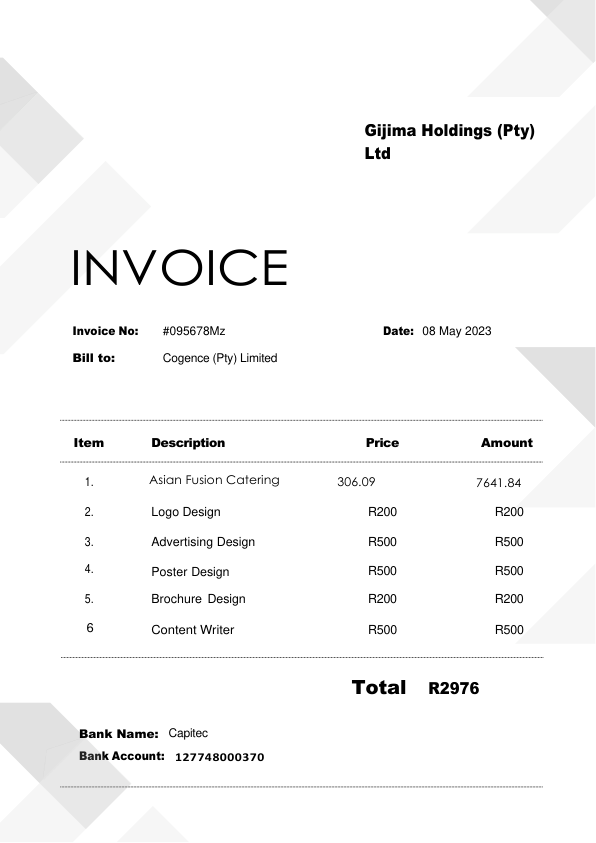 Gijima Holdings (Pty)
Ltd
INVOICE
Invoice No: #095678Mz Date: 08 May 2023
Bill to: Cogence (Pty) Limited
Item Description Price Amount
1. Asian Fusion Catering 306.09 7641.84
2. Logo Design R200 R200
3. Advertising Design R500 R500
4. Poster Design R500 R500
5. Brochure Design R200 R200
6 Content Writer R500 R500
Total R2976
Bank Name: Capitec
Bank Account: 127748000370